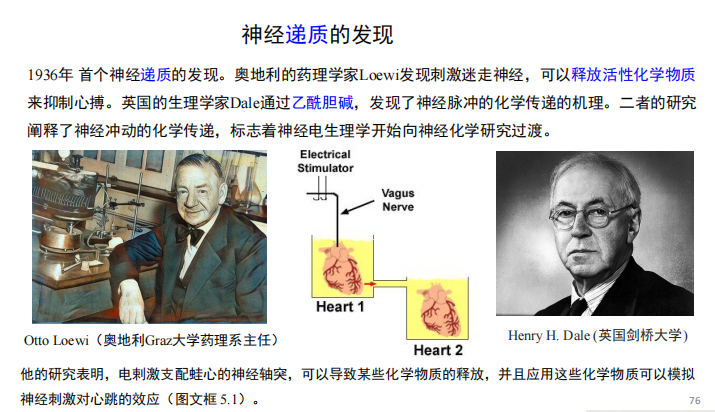 神经递质的发现
1936年 首个神经递质的发现。奥地利的药理学家Loewi发现刺激迷走神经，可以释放活性化学物质
来抑制心搏。英国的生理学家Dale通过乙酰胆碱，发现了神经脉冲的化学传递的机理。二者的研究
阐释了神经冲动的化学传递，标志着神经电生理学开始向神经化学研究过渡。
Electrical
Stimulator
Vagus
Nerve
Heart 1
Heart 2
Otto Loewi（奥地利Graz大学药理系主任）
Henry H. Dale (英国剑桥大学)
他的研究表明，电刺激支配蛙心的神经轴突，可以导致某些化学物质的释放，并且应用这些化学物质可以模拟
神经刺激对心跳的效应（图文框 5.1）。
76